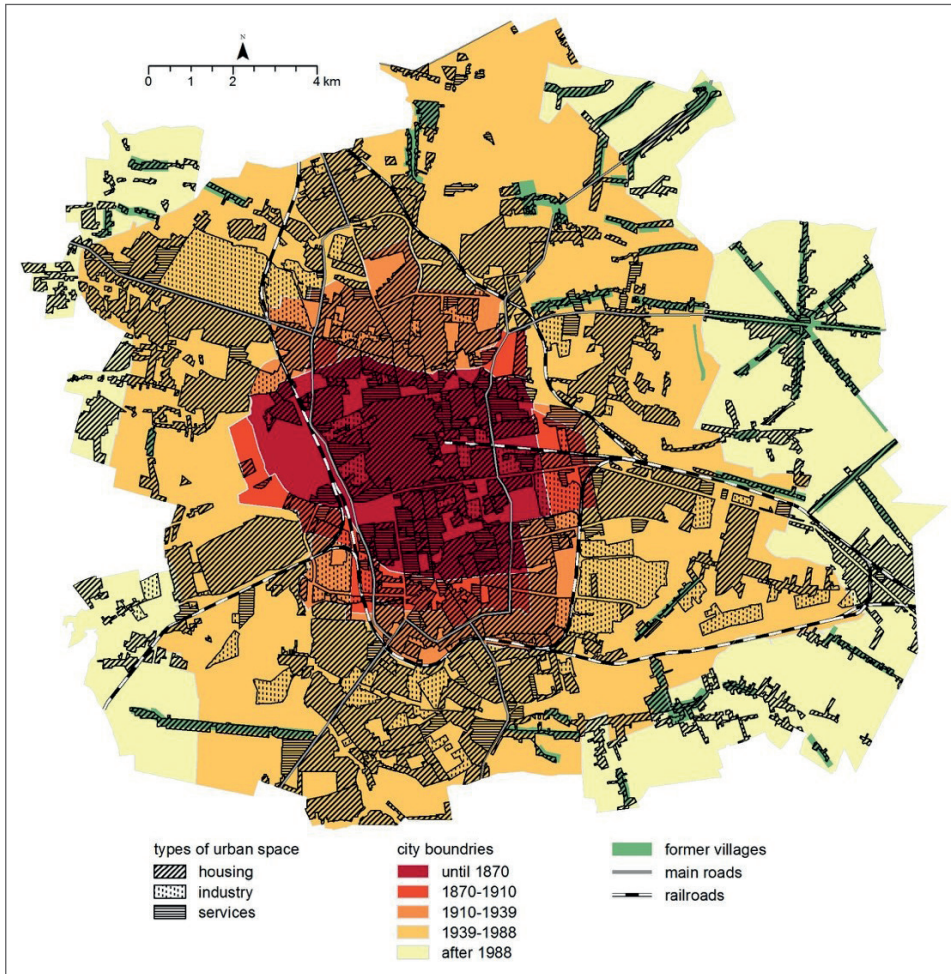 N
0 2 4 km
types of urban space
housing
industry
services
city boundries
until 1870
1870-1910
1910-1939
1939-1988
after 1988
former villages
main roads
railroads